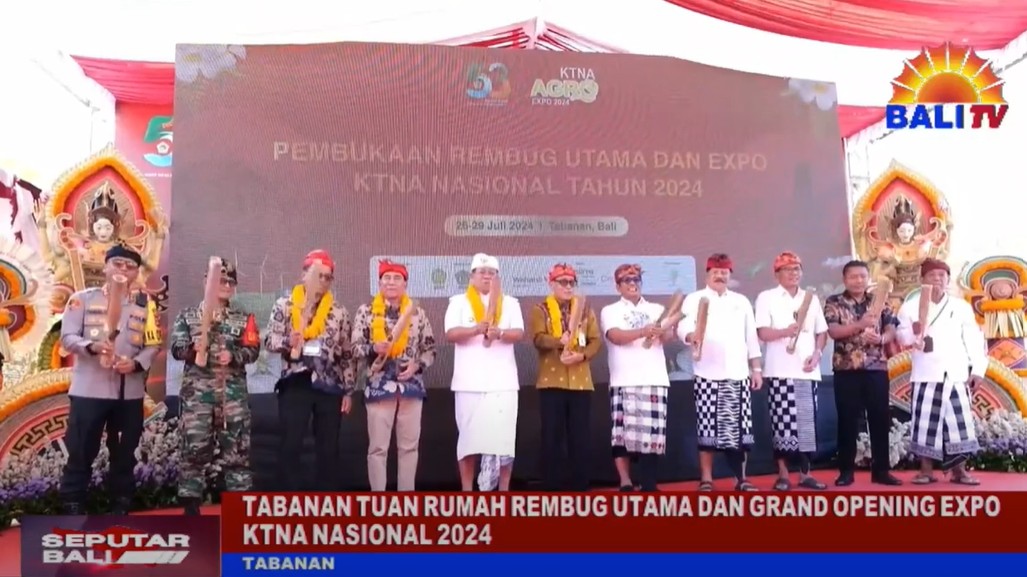 53
KTNA
AGRO
EXPO 2024
BALI TV
PEMBUKAAN REMBUG UTAMA DAN EXPO
KTNA NASIONAL TAHUN 2024
26-29 Juli 2024 | Tabanan, Bali
TABANAN TUAN RUMAH REMBUG UTAMA DAN GRAND OPENING EXPO
KTNA NASIONAL 2024
SEPUTAR
BALI
TABANAN